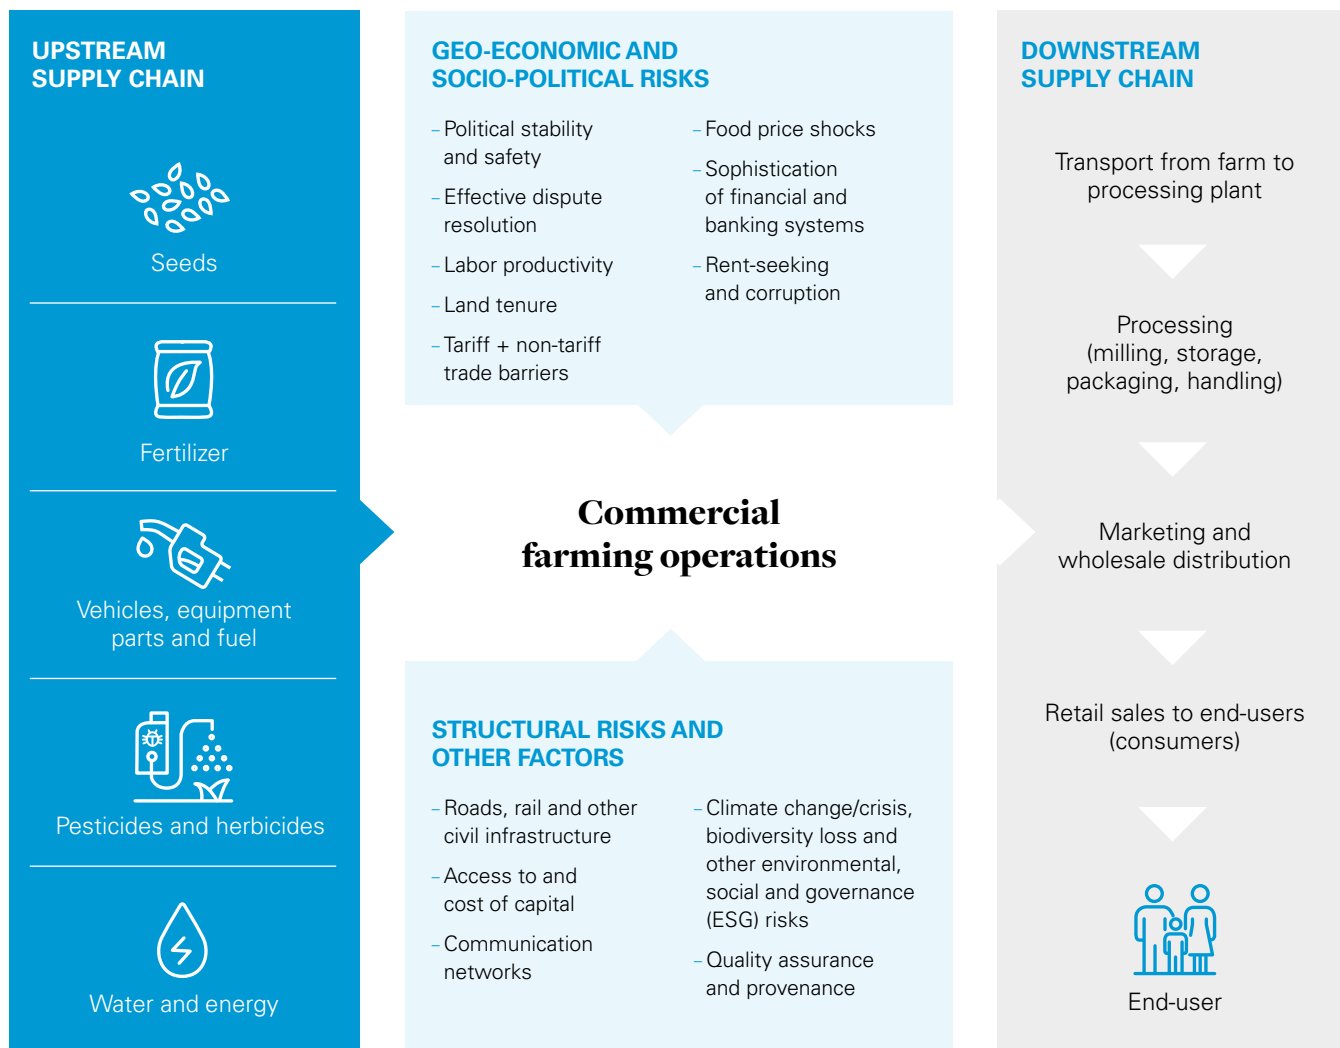 UPSTREAM
SUPPLY CHAIN
Seeds
Fertilizer
Vehicles, equipment
parts and fuel
Pesticides and herbicides
Water and energy
GEO-ECONOMIC AND
SOCIO-POLITICAL RISKS
– Political stability
and safety
– Effective dispute
resolution
– Labor productivity
– Land tenure
– Tariff + non-tariff
trade barriers
– Food price shocks
– Sophistication
of financial and
banking systems
– Rent-seeking
and corruption
Commercial
farming operations
STRUCTURAL RISKS AND
OTHER FACTORS
– Roads, rail and other
civil infrastructure
– Access to and
cost of capital
– Communication
networks
– Climate change/crisis,
biodiversity loss and
other environmental,
social and governance
(ESG) risks
– Quality assurance
and provenance
DOWNSTREAM
SUPPLY CHAIN
Transport from farm to
processing plant
Processing
(milling, storage,
packaging, handling)
Marketing and
wholesale distribution
Retail sales to end-users
(consumers)
End-user